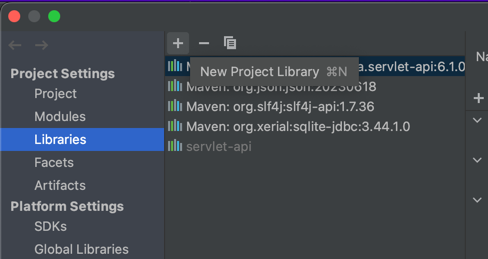 Na
Project Settings
Project
Modules
Libraries
Facets
Artifacts
Platform Settings
SDKs
Global Libraries
a.servlet-api:6.1.0
New Project Library ⌘N
Maven: org.json:json:20230618
Maven: org.slf4j:slf4j-api:1.7.36
Maven: org.xerial:sqlite-jdbc:3.44.1.0
servlet-api